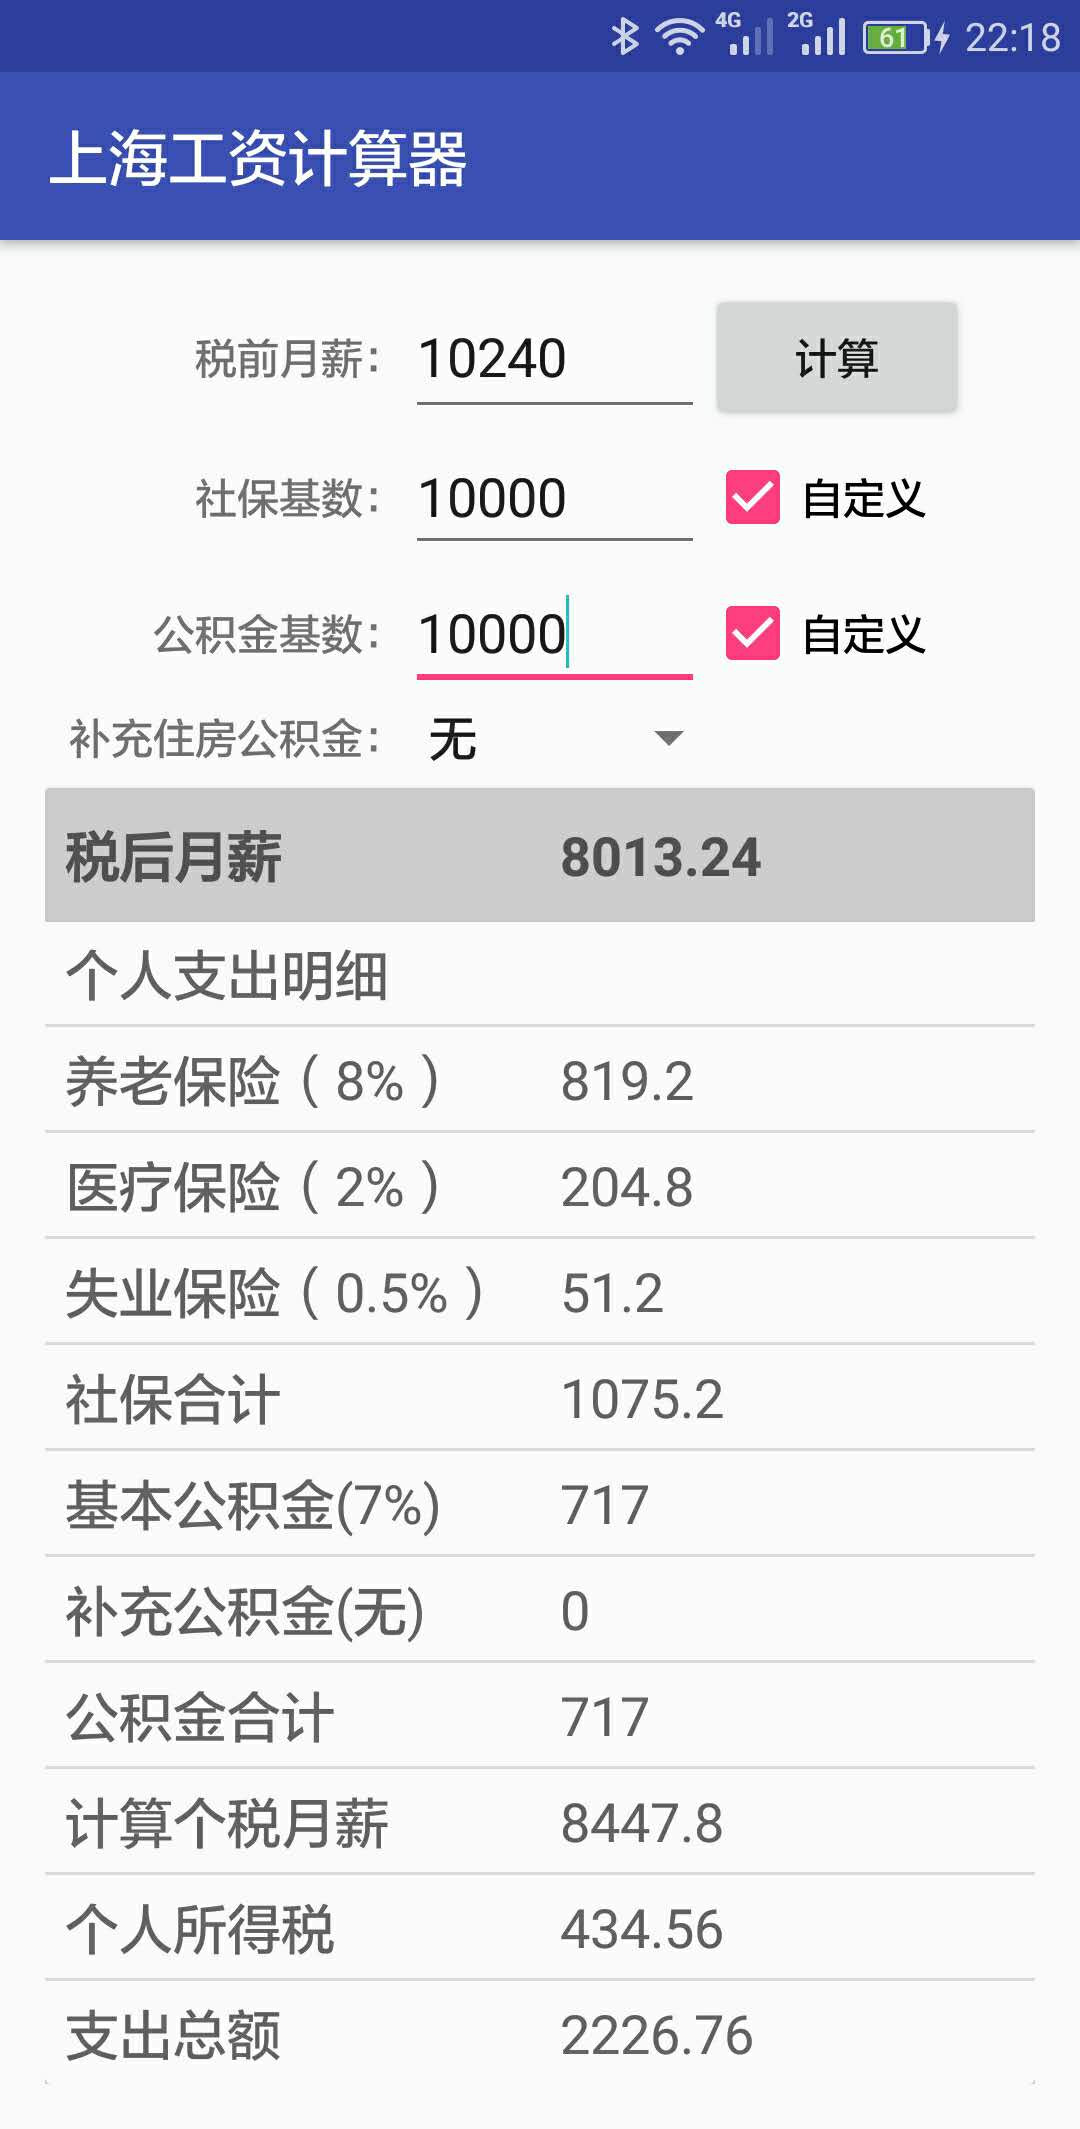 4G 2G 61 22:18
上海工资计算器
税前月薪: 10240 计算
社保基数: 10000 自定义
公积金基数: 10000 自定义
补充住房公积金: 无
税后月薪 8013.24
个人支出明细
养老保险（8%） 819.2
医疗保险（2%） 204.8
失业保险（0.5%） 51.2
社保合计 1075.2
基本公积金(7%) 717
补充公积金(无) 0
公积金合计 717
计算个税月薪 8447.8
个人所得税 434.56
支出总额 2226.76